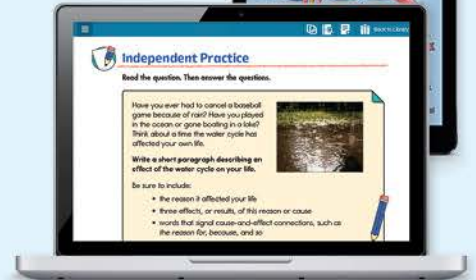 Back to Library
Independent Practice
Read the question. Then answer the questions.
Have you ever had to cancel a baseball
game because of rain? Have you played
in the ocean or gone boating in a lake?
Think about a time the water cycle has
affected your own life.
Write a short paragraph describing an
effect of the water cycle on your life.
Be sure to include:
• the reason it affected your life
• three effects, or results, of this reason or cause
• words that signal cause-and-effect connections, such as
the reason for, because, and so